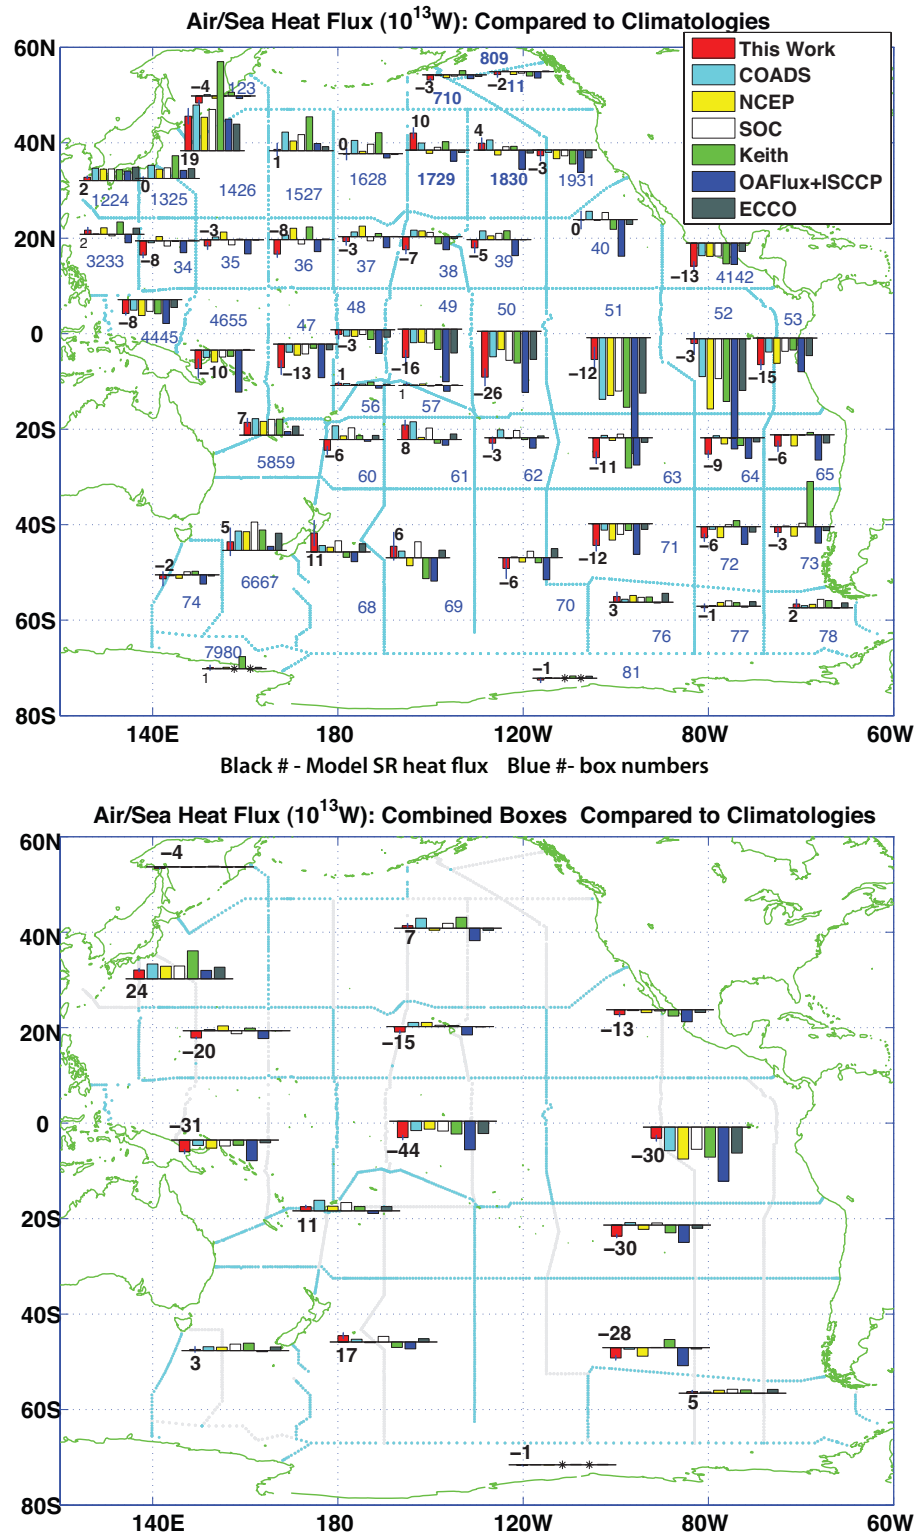 Air/Sea Heat Flux (10¹³W): Compared to Climatologies
60N
40N
20N
0
20S
40S
60S
80S
140E 180 120W 80W 60W
This Work
COADS
NCEP
SOC
Keith
OAFlux+ISCCP
ECCO
809
−4 123 −3 −2 11
710
10 4
19 1 0 −3
2 0
1224 1325 1426 1527 1628 1729 1830 1931
2 −3 −8 −3 −7 −5 0
−8
3233 34 35 36 37 38 39 40 −13
4142
48 49 50 51 52 53
4655 47
−8
4445 −3 −3
−10 −13 −16 −26 −12 −15
1 1
56 57
7
−6 8 −3 −11 −9 −6
5859 60 61 62 63 64 65
5 11 6
−12 −6 −3
−2 −6 71 72 73
6667
74 68 69 70 3 −1 2
76 77 78
7980
1 −1 81
Black # - Model SR heat flux Blue #- box numbers
Air/Sea Heat Flux (10¹³W): Combined Boxes Compared to Climatologies
60N
40N
20N
0
20S
40S
60S
80S
140E 180 120W 80W 60W
−4
7
24
−13
−20 −15
−31
−44 −30
11
−30
−28
17
3
5
−1